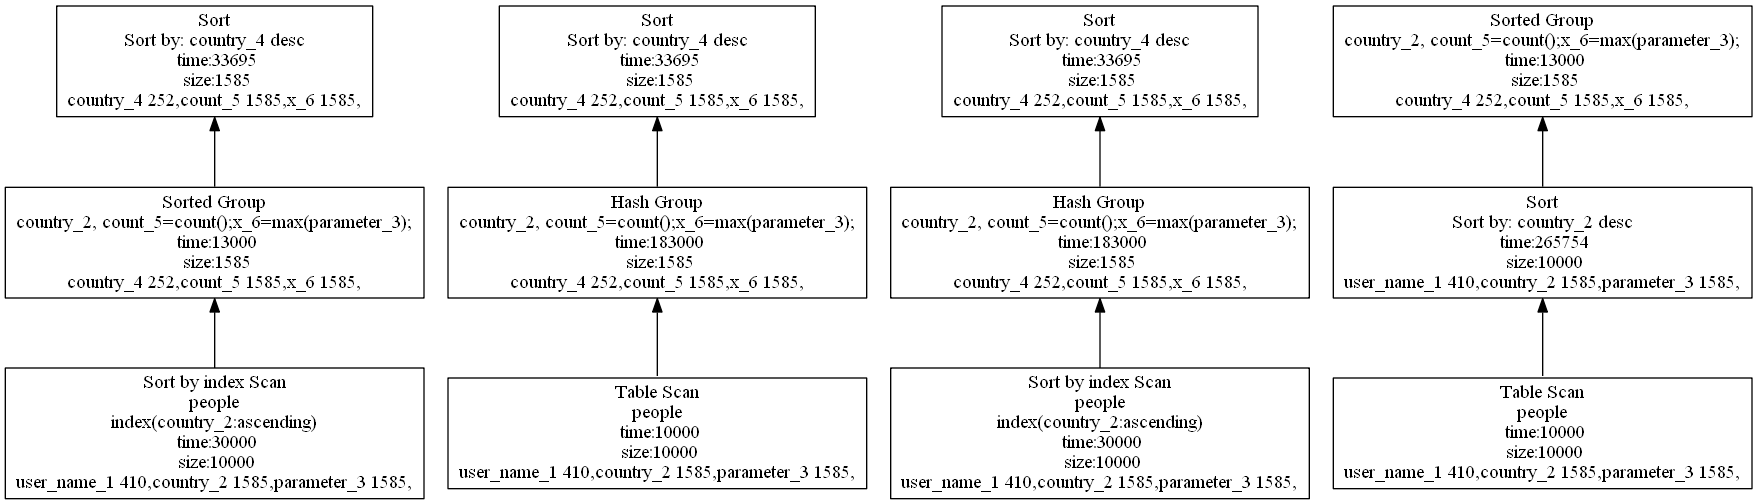 Sort
Sort by: country_4 desc
time:33695
size:1585
country_4 252,count_5 1585,x_6 1585,
Sort
Sort by: country_4 desc
time:33695
size:1585
country_4 252,count_5 1585,x_6 1585,
Sort
Sort by: country_4 desc
time:33695
size:1585
country_4 252,count_5 1585,x_6 1585,
Sorted Group
country_2, count_5=count();x_6=max(parameter_3);
time:13000
size:1585
country_4 252,count_5 1585,x_6 1585,
Sorted Group
country_2, count_5=count();x_6=max(parameter_3);
time:13000
size:1585
country_4 252,count_5 1585,x_6 1585,
Hash Group
country_2, count_5=count();x_6=max(parameter_3);
time:183000
size:1585
country_4 252,count_5 1585,x_6 1585,
Hash Group
country_2, count_5=count();x_6=max(parameter_3);
time:183000
size:1585
country_4 252,count_5 1585,x_6 1585,
Sort
Sort by: country_2 desc
time:265754
size:10000
user_name_1 410,country_2 1585,parameter_3 1585,
Sort by index Scan
people
index(country_2:ascending)
time:30000
size:10000
user_name_1 410,country_2 1585,parameter_3 1585,
Table Scan
people
time:10000
size:10000
user_name_1 410,country_2 1585,parameter_3 1585,
Sort by index Scan
people
index(country_2:ascending)
time:30000
size:10000
user_name_1 410,country_2 1585,parameter_3 1585,
Table Scan
people
time:10000
size:10000
user_name_1 410,country_2 1585,parameter_3 1585,